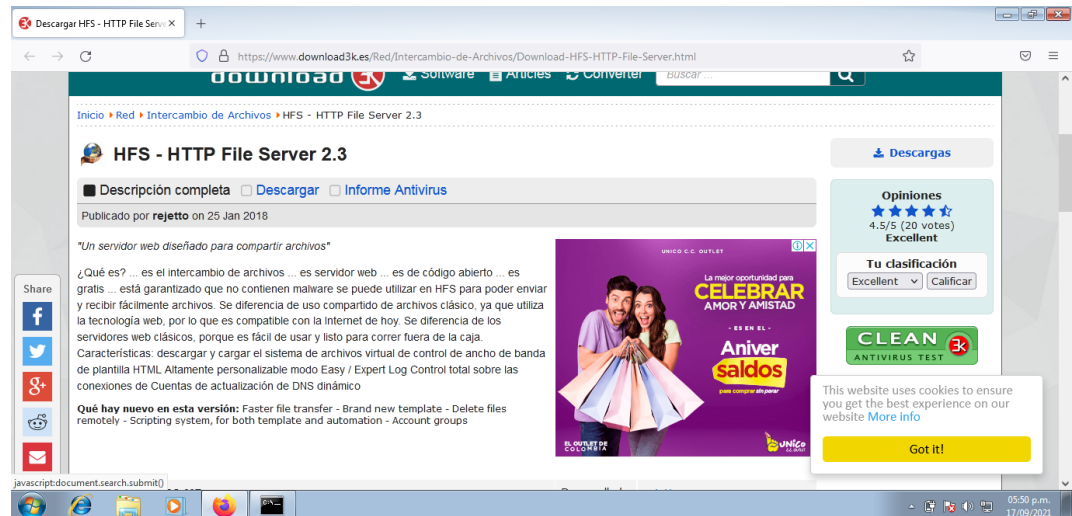 Descargar HFS - HTTP File Serve
https://www.download3k.es/Red/Intercambio-de-Archivos/Download-HFS-HTTP-File-Server.html
download 3K Software Articles Converter Buscar ...
Inicio Red Intercambio de Archivos HFS - HTTP File Server 2.3
HFS - HTTP File Server 2.3
Descripción completa Descargar Informe Antivirus
Publicado por rejetto on 25 Jan 2018
"Un servidor web diseñado para compartir archivos"
¿Qué es? ... es el intercambio de archivos ... es servidor web ... es de código abierto ... es
gratis ... está garantizado que no contienen malware se puede utilizar en HFS para poder enviar
y recibir fácilmente archivos. Se diferencia de uso compartido de archivos clásico, ya que utiliza
la tecnología web, por lo que es compatible con la Internet de hoy. Se diferencia de los
servidores web clásicos, porque es fácil de usar y listo para correr fuera de la caja.
Características: descargar y cargar el sistema de archivos virtual de control de ancho de banda
de plantilla HTML Altamente personalizable modo Easy / Expert Log Control total sobre las
conexiones de Cuentas de actualización de DNS dinámico
Qué hay nuevo en esta versión: Faster file transfer - Brand new template - Delete files
remotely - Scripting system, for both template and automation - Account groups
UNICO C.C. OUTLET
La mejor oportunidad para
CELEBRAR
AMOR Y AMISTAD
- ES EN EL -
Aniver
saldos
para comprar sin parar
EL OUTLET DE
COLOMBIA
UNICO
C.C. OUTLET
Descargas
Opiniones
4.5/5 (20 votes)
Excellent
Tu clasificación
Excellent Calificar
CLEAN 3K
ANTIVIRUS TEST
This website uses cookies to ensure
you get the best experience on our
website More info
Got it!
Share
javascript:document.search.submit()
05:50 p.m.
17/09/2021